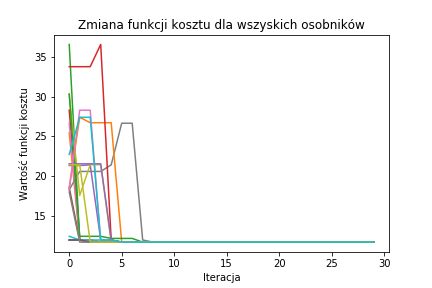 Zmiana funkcji kosztu dla wszyskich osobników
Wartość funkcji kosztu
35
30
25
20
15
0 5 10 15 20 25 30
Iteracja